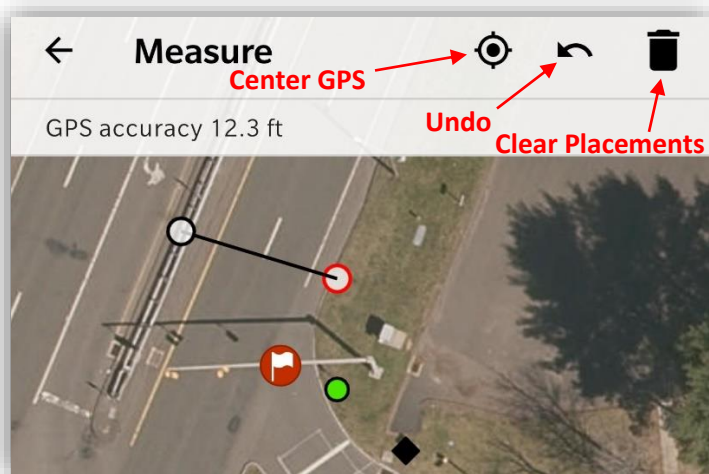 Measure
Center GPS
GPS accuracy 12.3 ft
Undo
Clear Placements